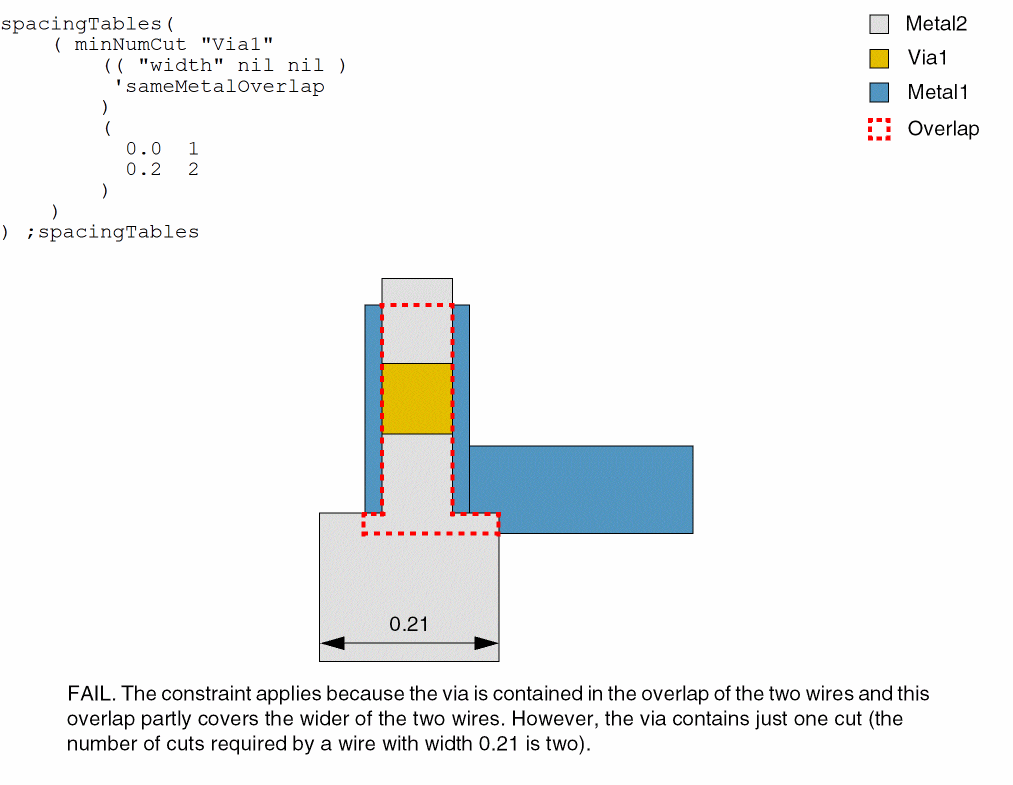 spacingTables(
( minNumCut "Via1"
(( "width" nil nil )
'sameMetalOverlap
)
(
0.0 1
0.2 2
)
)
) ;spacingTables
Metal2
Via1
Metal1
Overlap
0.21
FAIL. The constraint applies because the via is contained in the overlap of the two wires and this
overlap partly covers the wider of the two wires. However, the via contains just one cut (the
number of cuts required by a wire with width 0.21 is two).